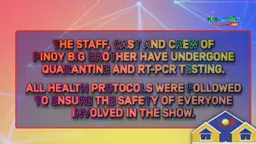 THE STAFF, CAST AND CREW OF
PINOY BIG BROTHER HAVE UNDERGONE
QUARANTINE AND RT-PCR TESTING.
ALL HEALTH PROTOCOLS WERE FOLLOWED
TO ENSURE THE SAFETY OF EVERYONE
INVOLVED IN THE SHOW.